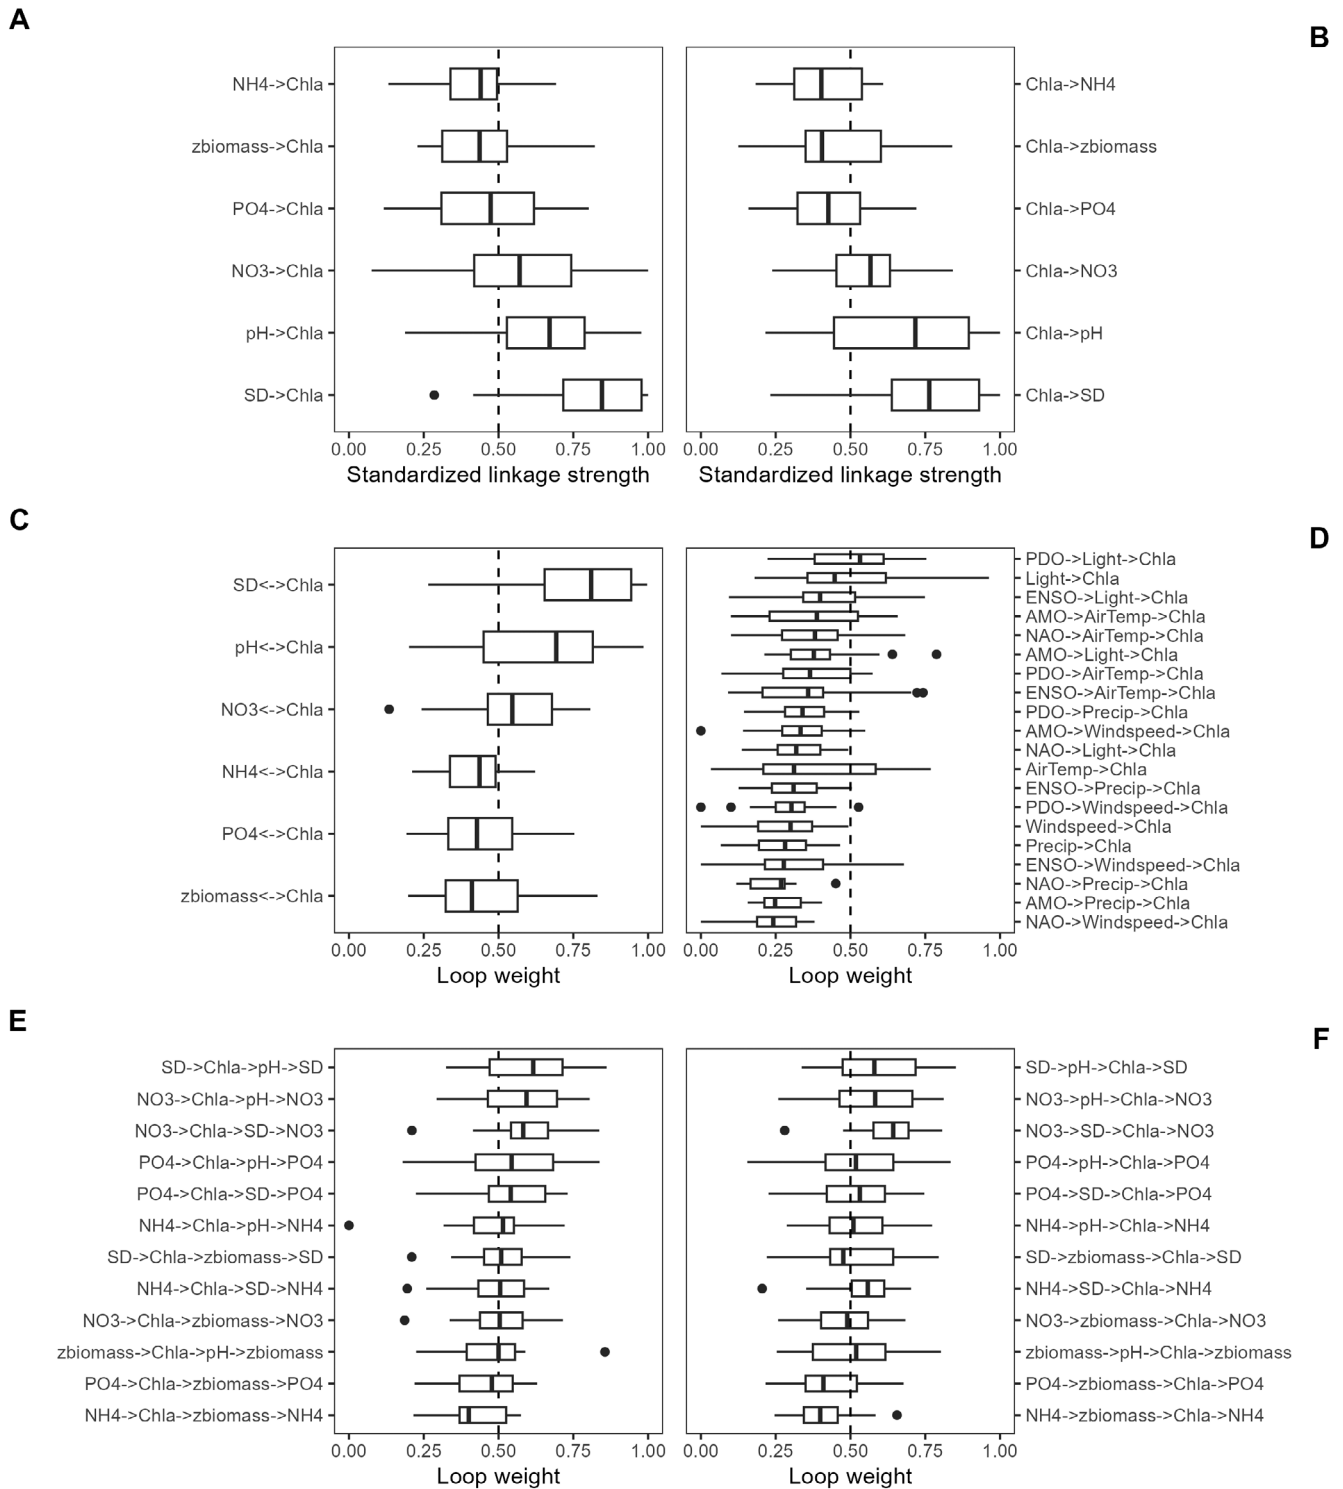 A
B
NH4->Chla
zbiomass->Chla
PO4->Chla
NO3->Chla
pH->Chla
SD->Chla
Chla->NH4
Chla->zbiomass
Chla->PO4
Chla->NO3
Chla->pH
Chla->SD
0.00 0.25 0.50 0.75 1.00
0.00 0.25 0.50 0.75 1.00
Standardized linkage strength
Standardized linkage strength
C
D
SD<->Chla
pH<->Chla
NO3<->Chla
NH4<->Chla
PO4<->Chla
zbiomass<->Chla
PDO->Light->Chla
Light->Chla
ENSO->Light->Chla
AMO->AirTemp->Chla
NAO->AirTemp->Chla
AMO->Light->Chla
PDO->AirTemp->Chla
ENSO->AirTemp->Chla
PDO->Precip->Chla
AMO->Windspeed->Chla
NAO->Light->Chla
AirTemp->Chla
ENSO->Precip->Chla
PDO->Windspeed->Chla
Windspeed->Chla
Precip->Chla
ENSO->Windspeed->Chla
NAO->Precip->Chla
AMO->Precip->Chla
NAO->Windspeed->Chla
0.00 0.25 0.50 0.75 1.00
0.00 0.25 0.50 0.75 1.00
Loop weight
Loop weight
E
F
SD->Chla->pH->SD
NO3->Chla->pH->NO3
NO3->Chla->SD->NO3
PO4->Chla->pH->PO4
PO4->Chla->SD->PO4
NH4->Chla->pH->NH4
SD->Chla->zbiomass->SD
NH4->Chla->SD->NH4
NO3->Chla->zbiomass->NO3
zbiomass->Chla->pH->zbiomass
PO4->Chla->zbiomass->PO4
NH4->Chla->zbiomass->NH4
SD->pH->Chla->SD
NO3->pH->Chla->NO3
NO3->SD->Chla->NO3
PO4->pH->Chla->PO4
PO4->SD->Chla->PO4
NH4->pH->Chla->NH4
SD->zbiomass->Chla->SD
NH4->SD->Chla->NH4
NO3->zbiomass->Chla->NO3
zbiomass->pH->Chla->zbiomass
PO4->zbiomass->Chla->PO4
NH4->zbiomass->Chla->NH4
0.00 0.25 0.50 0.75 1.00
0.00 0.25 0.50 0.75 1.00
Loop weight
Loop weight